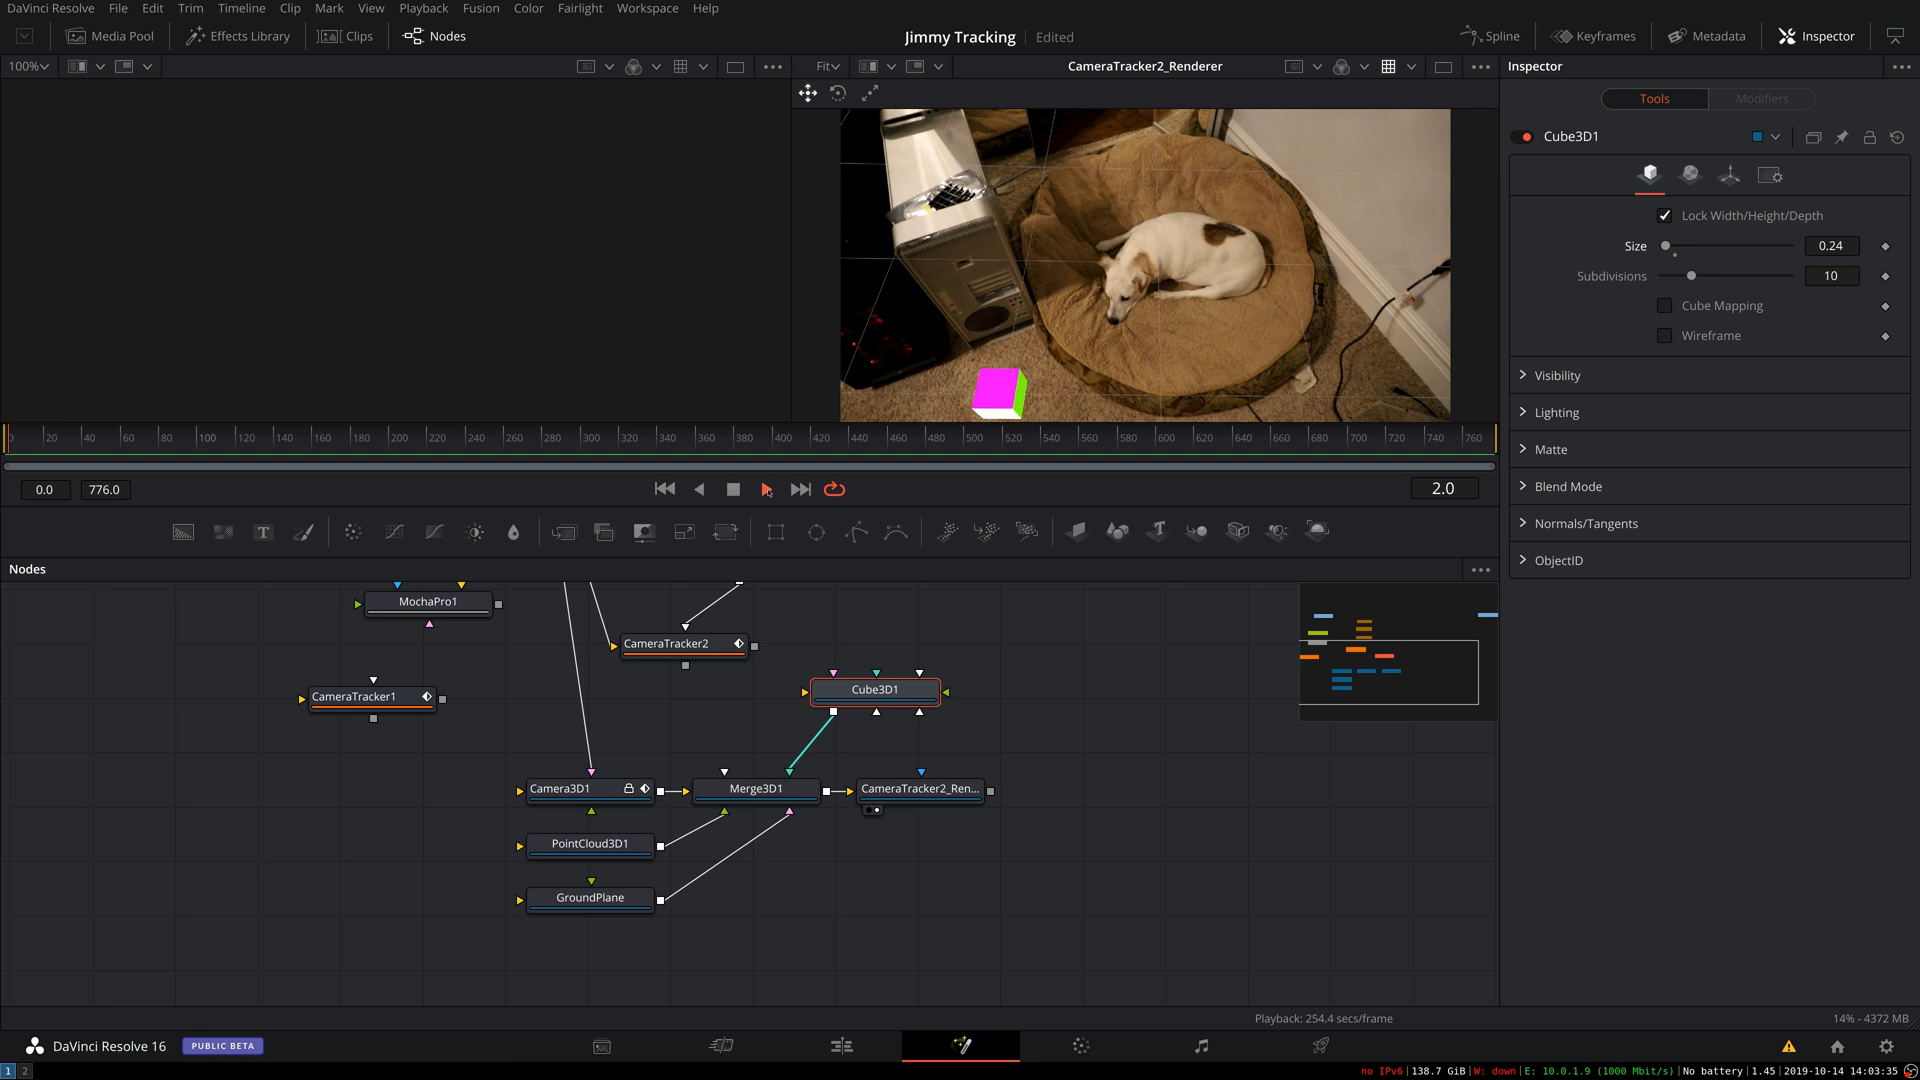 DaVinci Resolve File Edit Trim Timeline Clip Mark View Playback Fusion Color Fairlight Workspace Help
Media Pool Effects Library Clips Nodes Jimmy Tracking Edited Spline Keyframes Metadata Inspector
100% Fit CameraTracker2_Renderer Inspector
Tools Modifiers
Cube3D1
Lock Width/Height/Depth
Size 0.24
Subdivisions 10
Cube Mapping
Wireframe
Visibility
Lighting
Matte
Blend Mode
Normals/Tangents
ObjectID
20 40 60 80 100 120 140 160 180 200 220 240 260 280 300 320 340 360 380 400 420 440 460 480 500 520 540 560 580 600 620 640 660 680 700 720 740 760
0.0 776.0 2.0
Nodes
MochaPro1
CameraTracker2
CameraTracker1
Cube3D1
Camera3D1 Merge3D1 CameraTracker2_Ren...
PointCloud3D1
GroundPlane
Playback: 254.4 secs/frame 14% - 4372 MB
DaVinci Resolve 16 PUBLIC BETA
1 2 no IPv6|138.7 GiB|W: down|E: 10.0.1.9 (1000 Mbit/s)|No battery|1.45|2019-10-14 14:03:35